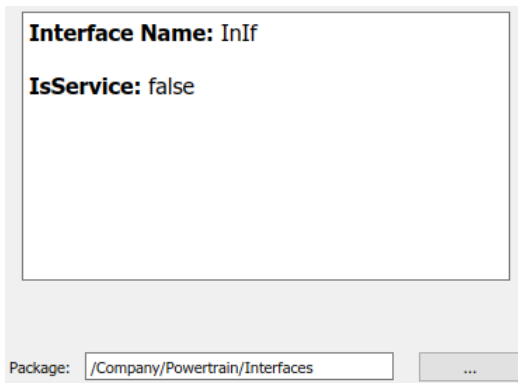 Interface Name: InIf
IsService: false
Package: /Company/Powertrain/Interfaces ...